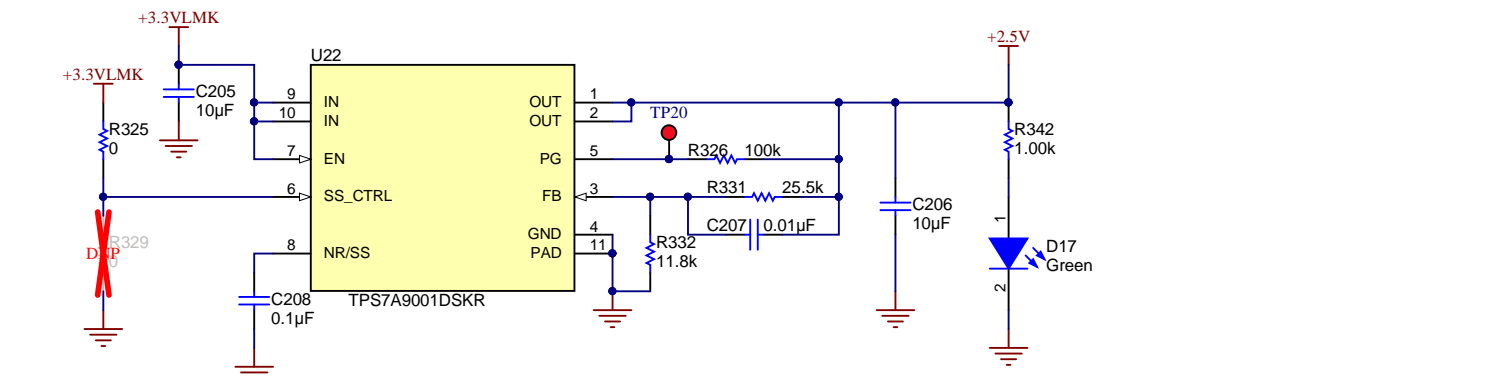 +3.3VLMK
+2.5V
U22
+3.3VLMK
C205
10µF
9
IN
OUT
1
TP20
10
IN
OUT
2
R325
0
R342
1.00k
7
EN
PG
5
R326
100k
6
SS_CTRL
FB
3
R331
25.5k
C206
10µF
C207
0.01µF
1
GND
4
R329
0
DNP
8
NR/SS
PAD
11
R332
11.8k
D17
Green
2
C208
0.1µF
TPS7A9001DSKR